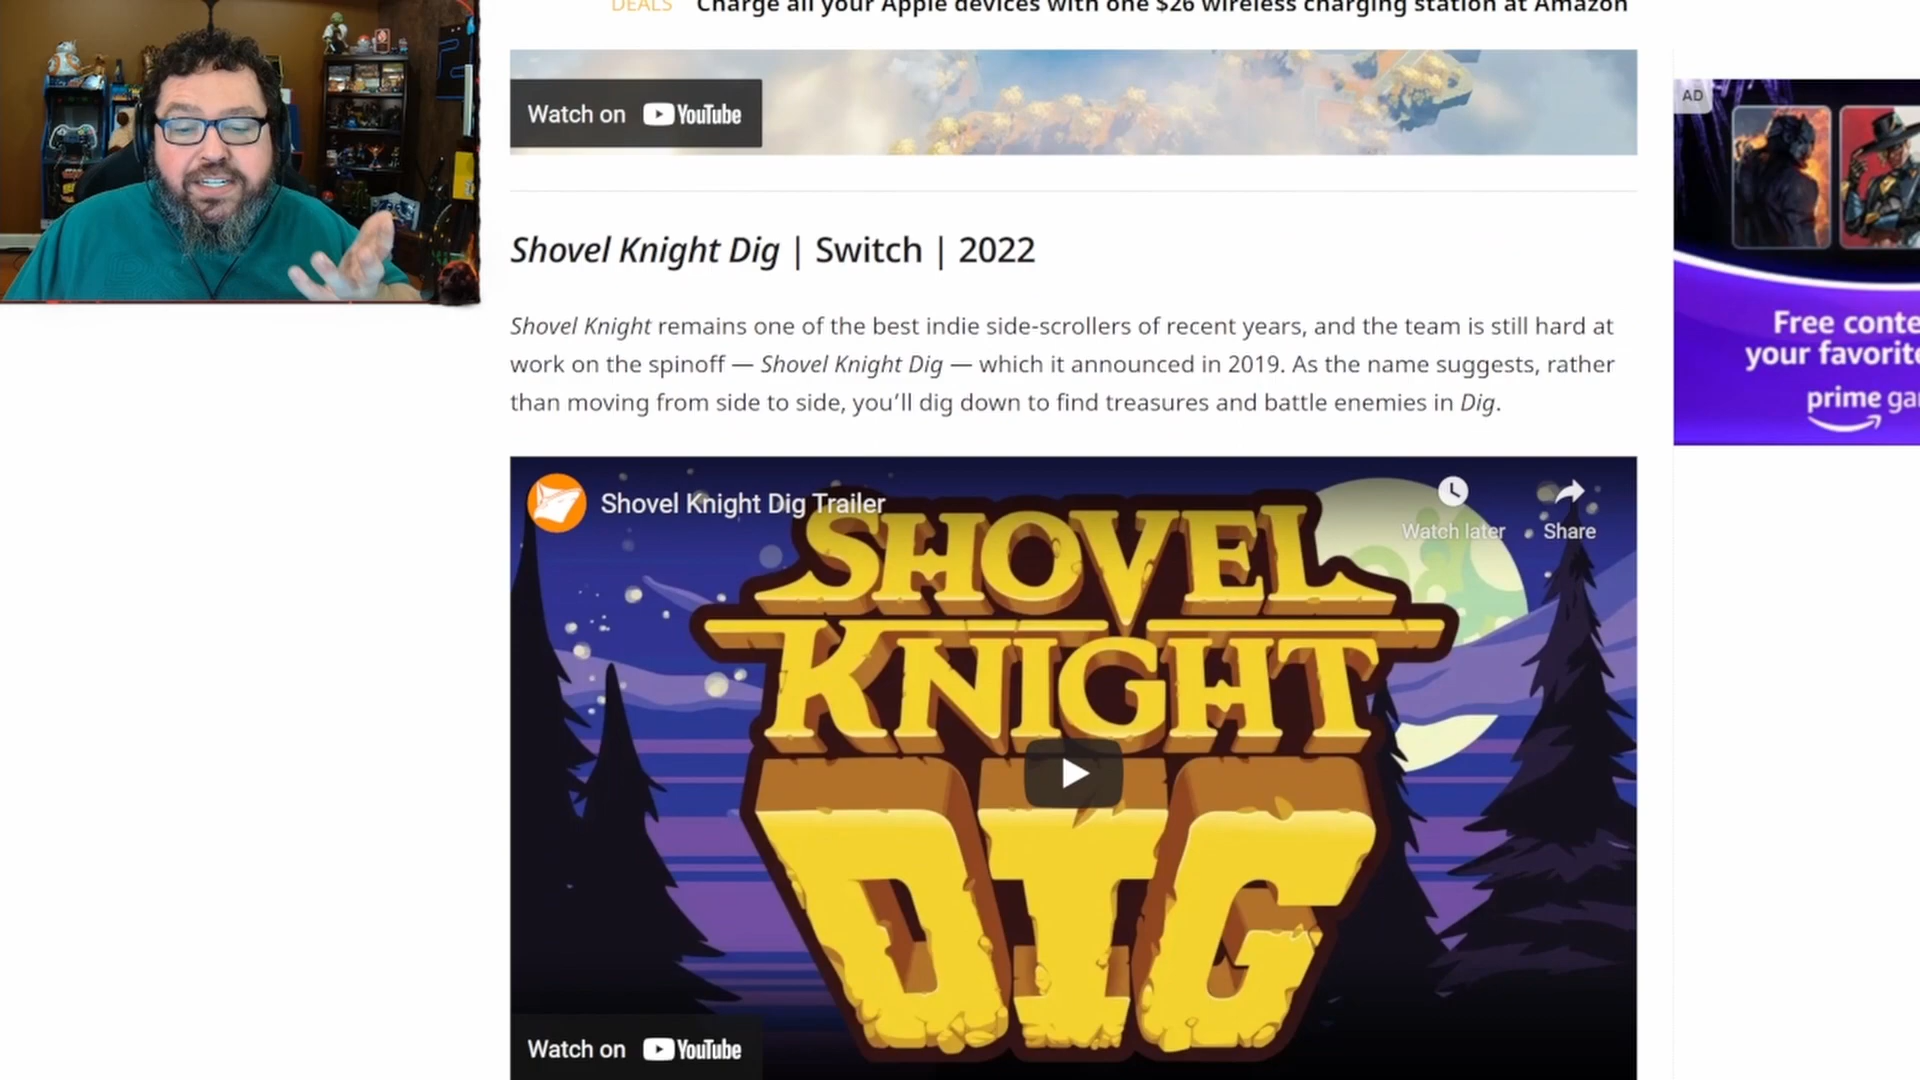 DEALS Charge all your Apple devices with one $26 wireless charging station at Amazon
Watch on YouTube
AD
Shovel Knight Dig | Switch | 2022
Shovel Knight remains one of the best indie side-scrollers of recent years, and the team is still hard at
work on the spinoff — Shovel Knight Dig — which it announced in 2019. As the name suggests, rather
than moving from side to side, you’ll dig down to find treasures and battle enemies in Dig.
Free conte
your favorite
prime ga
Shovel Knight Dig Trailer
Watch later
Share
SHOVEL
KNIGHT
DIG
Watch on YouTube